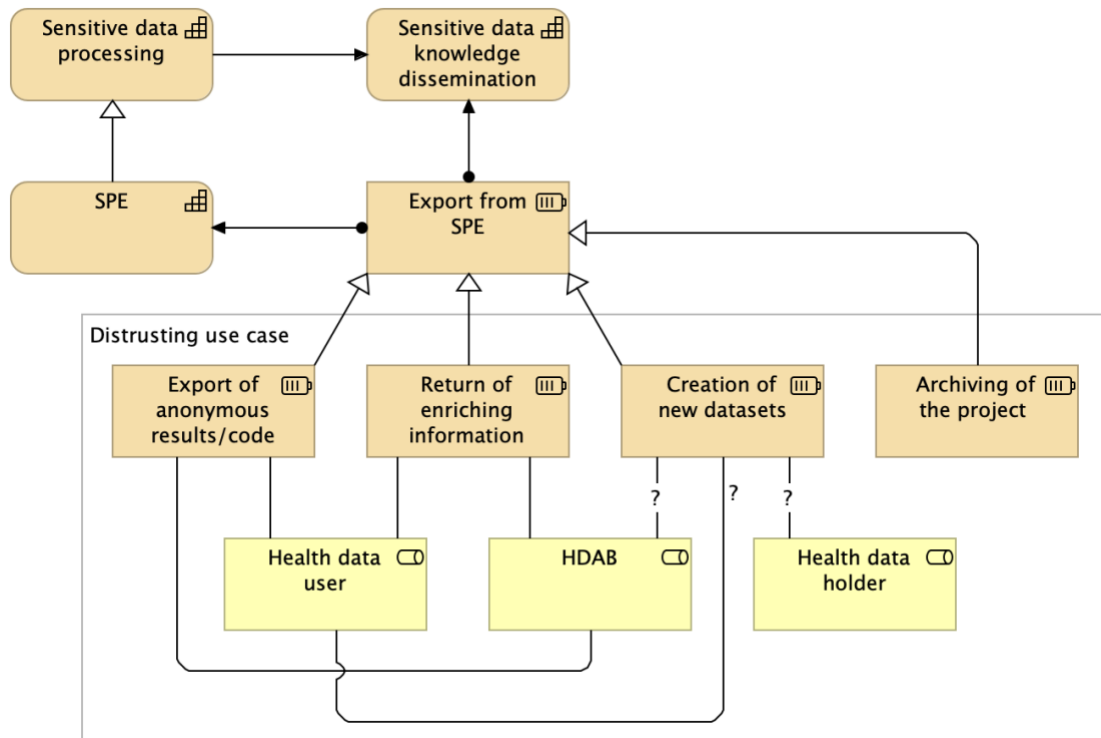 Sensitive data
processing
Sensitive data
knowledge
dissemination
SPE
Export from
SPE
Distrusting use case
Export of
anonymous
results/code
Return of
enriching
information
Creation of
new datasets
Archiving of
the project
?
?
?
Health data
user
HDAB
Health data
holder